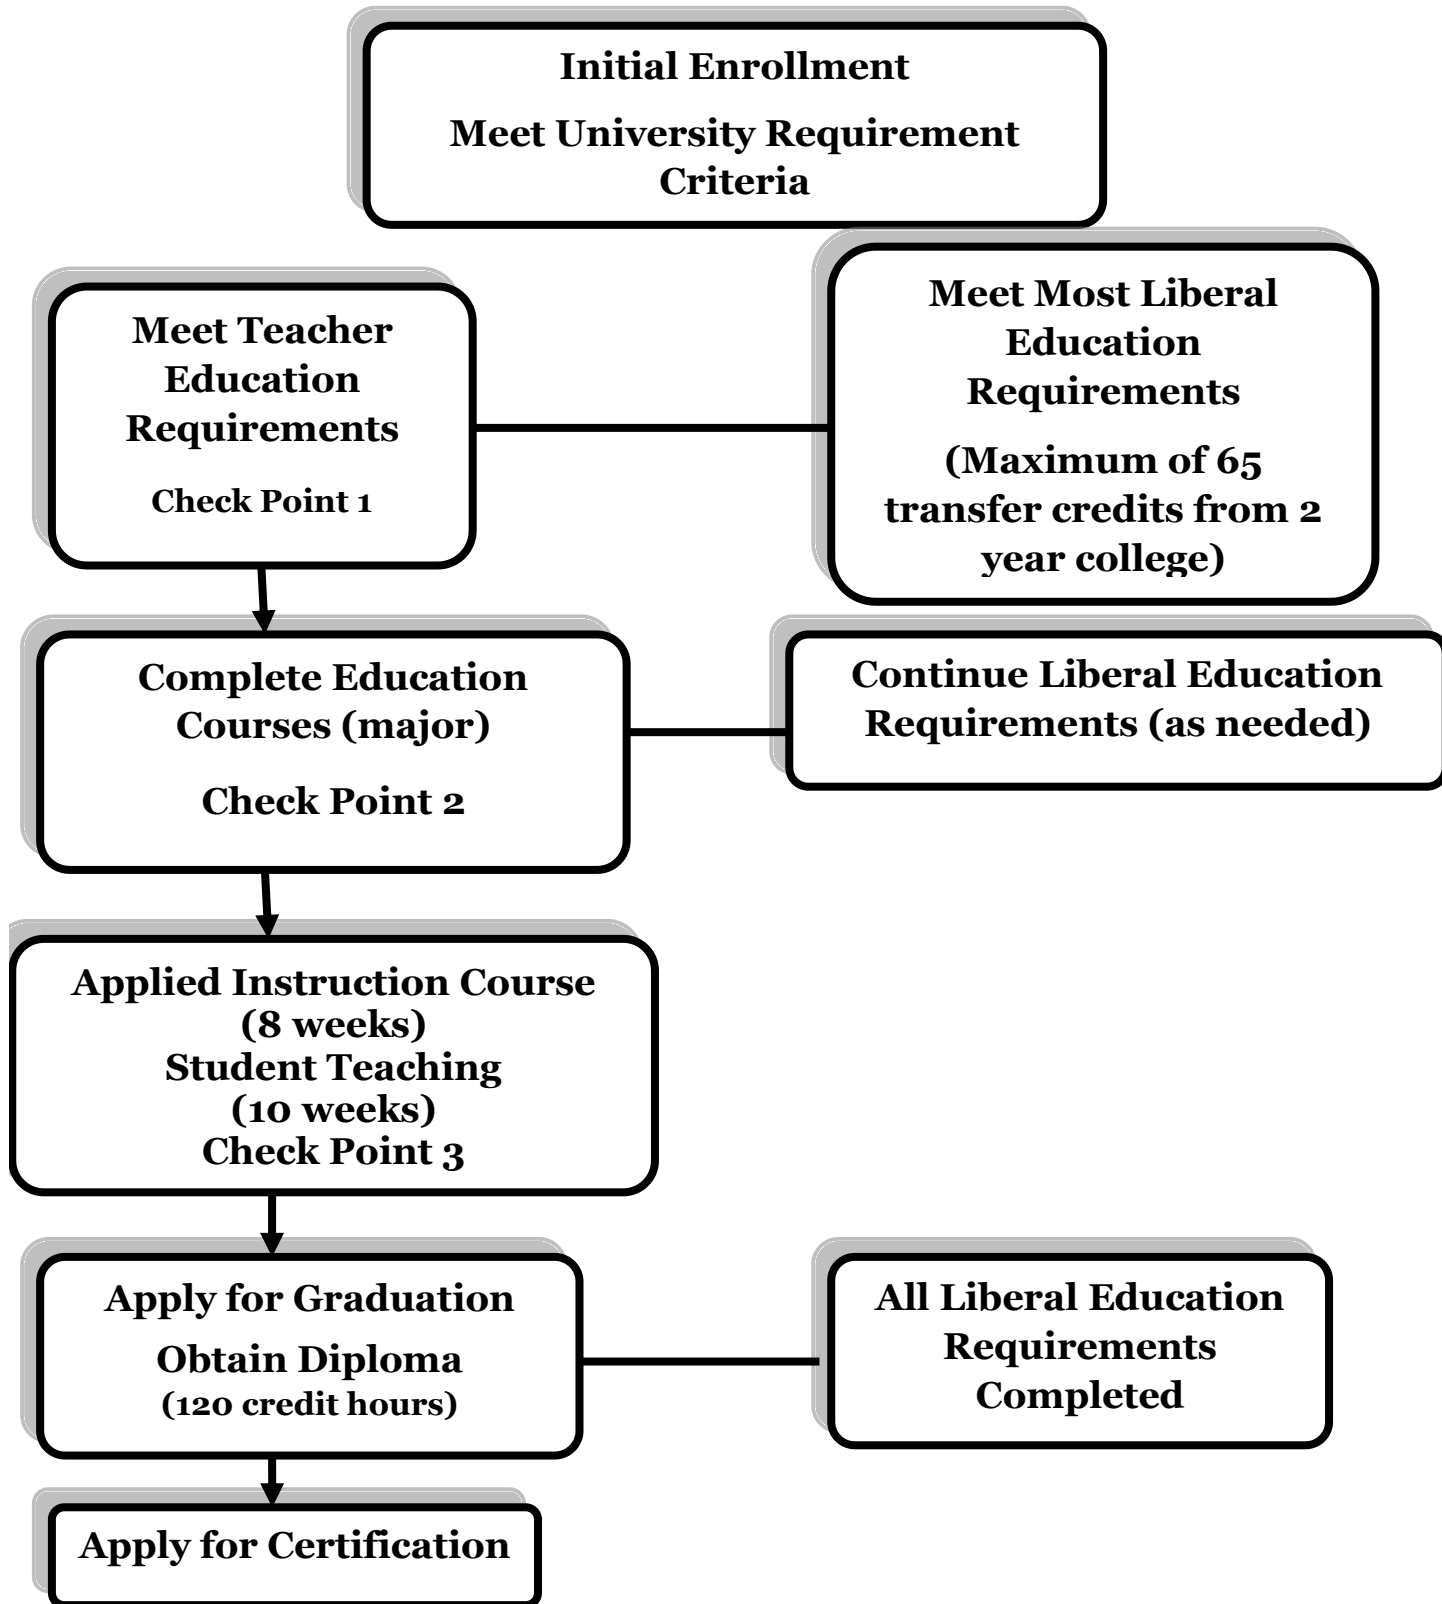 Initial Enrollment
Meet University Requirement
Criteria
Meet Teacher
Education
Requirements
Check Point 1
Meet Most Liberal
Education
Requirements
(Maximum of 65
transfer credits from 2
year college)
Complete Education
Courses (major)
Check Point 2
Continue Liberal Education
Requirements (as needed)
Applied Instruction Course
(8 weeks)
Student Teaching
(10 weeks)
Check Point 3
Apply for Graduation
Obtain Diploma
(120 credit hours)
All Liberal Education
Requirements
Completed
Apply for Certification